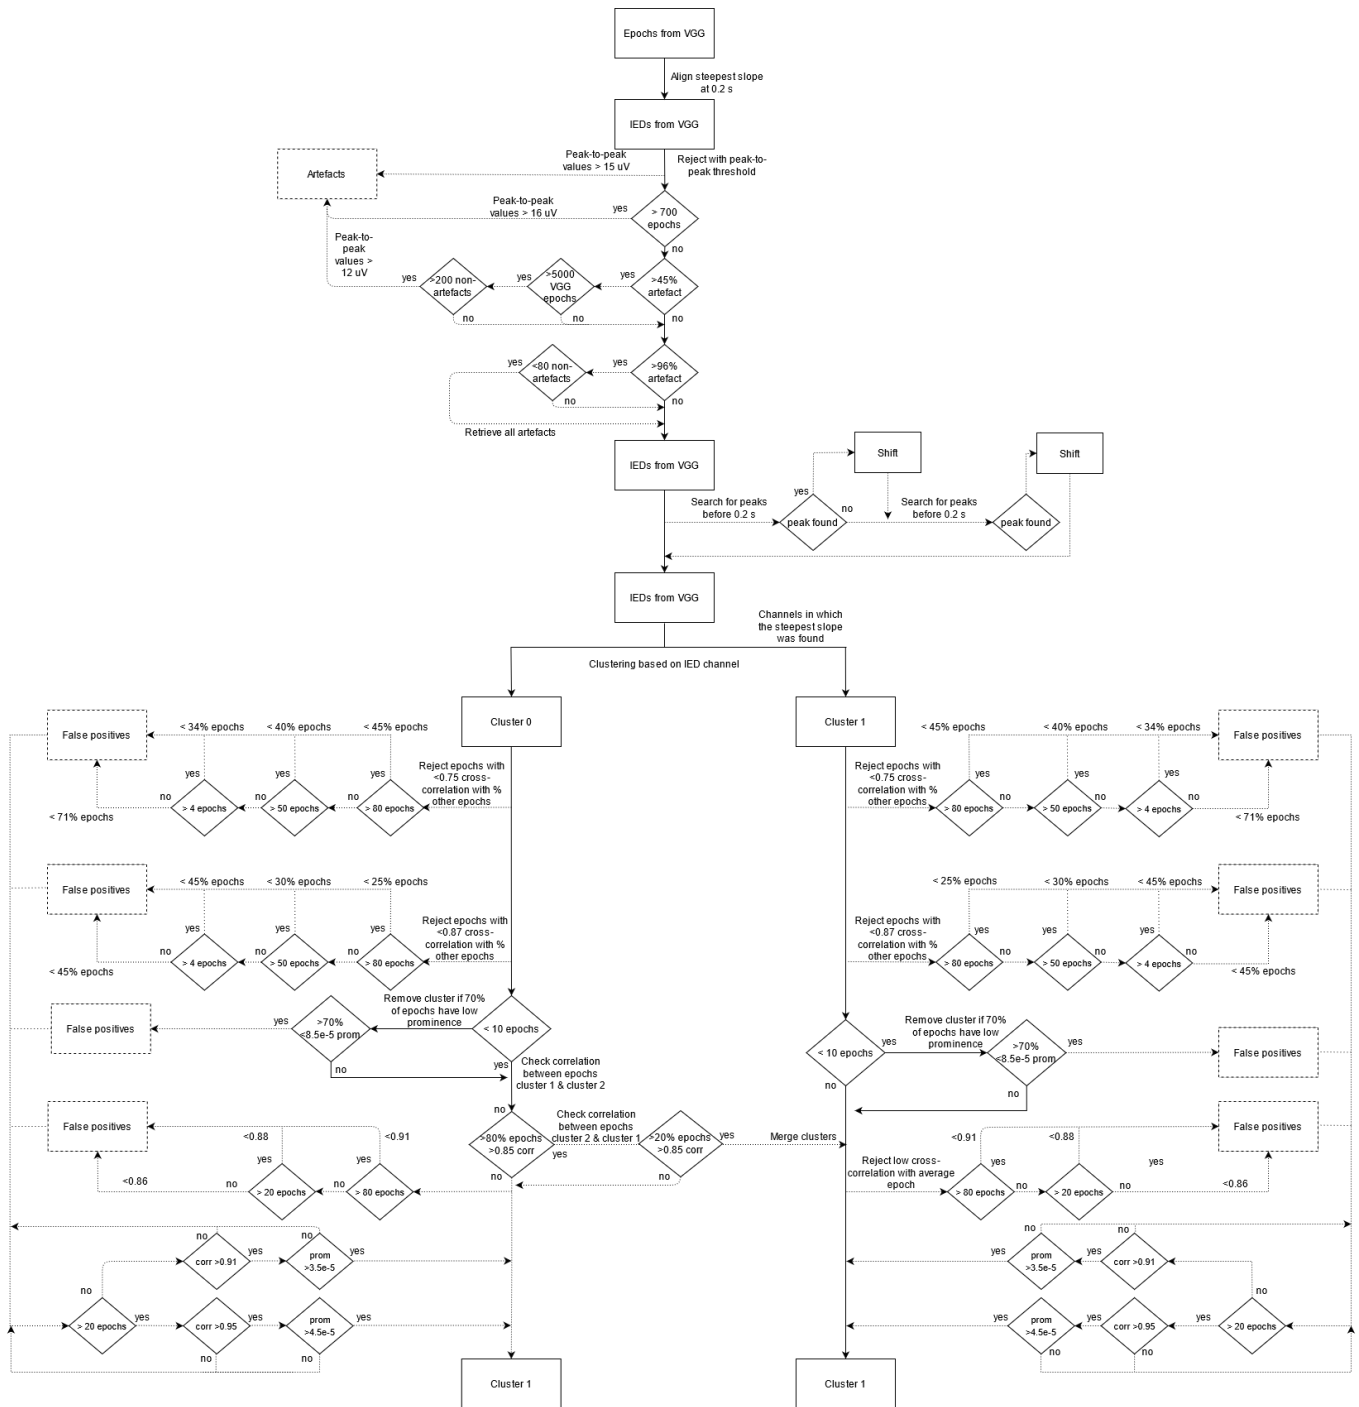 Epochs from VGG
Align steepest slope
at 0.2 s
IEDs from VGG
Artefacts
Peak-to-peak
values > 15 uV
Reject with peak-to-
peak threshold
Peak-to-peak
values > 16 uV
yes
> 700
epochs
no
Peak-to-
peak
values >
12 uV
yes
>200 non-
artefacts
yes
>5000
VGG
epochs
yes
>45%
artefact
no
no
no
yes
<80 non-
artefacts
yes
>96%
artefact
no
no
Retrieve all artefacts
IEDs from VGG
Shift
Shift
Search for peaks
before 0.2 s
yes
peak found
no
Search for peaks
before 0.2 s
peak found
IEDs from VGG
Channels in which
the steepest slope
was found
Clustering based on IED channel
Cluster 0
Cluster 1
False positives
< 34% epochs
< 40% epochs
< 45% epochs
yes
yes
yes
no
> 4 epochs
no
> 50 epochs
no
> 80 epochs
Reject epochs with
<0.75 cross-
correlation with %
other epochs
< 71% epochs
Reject epochs with
<0.75 cross-
correlation with %
other epochs
< 45% epochs
< 40% epochs
< 34% epochs
False positives
yes
yes
yes
> 80 epochs
no
> 50 epochs
no
> 4 epochs
no
< 71% epochs
False positives
< 45% epochs
< 30% epochs
< 25% epochs
yes
yes
yes
no
> 4 epochs
no
> 50 epochs
no
> 80 epochs
Reject epochs with
<0.87 cross-
correlation with %
other epochs
< 45% epochs
Reject epochs with
<0.87 cross-
correlation with %
other epochs
< 25% epochs
< 30% epochs
< 45% epochs
False positives
yes
yes
yes
> 80 epochs
no
> 50 epochs
no
> 4 epochs
no
< 45% epochs
False positives
yes
>70%
<8.5e-5 prom
Remove cluster if 70%
of epochs have low
prominence
< 10 epochs
no
yes
Check correlation
between epochs
cluster 1 & cluster 2
< 10 epochs
yes
Remove cluster if 70%
of epochs have low
prominence
>70%
<8.5e-5 prom
yes
False positives
no
no
False positives
<0.88
<0.91
no
>80% epochs
>0.85 corr
Check correlation
between epochs
cluster 2 & cluster 1
yes
>20% epochs
>0.85 corr
yes
Merge clusters
no
no
<0.86
yes
yes
no
> 20 epochs
no
> 80 epochs
Reject low cross-
correlation with average
epoch
<0.91
<0.88
False positives
yes
yes
yes
> 80 epochs
no
> 20 epochs
no
<0.86
no
corr >0.91
yes
no
prom
>3.5e-5
yes
no
> 20 epochs
yes
corr >0.95
yes
prom
>4.5e-5
yes
no
no
yes
prom
>3.5e-5
no
yes
corr >0.91
no
no
yes
prom
>4.5e-5
yes
corr >0.95
yes
> 20 epochs
no
no
Cluster 1
Cluster 1